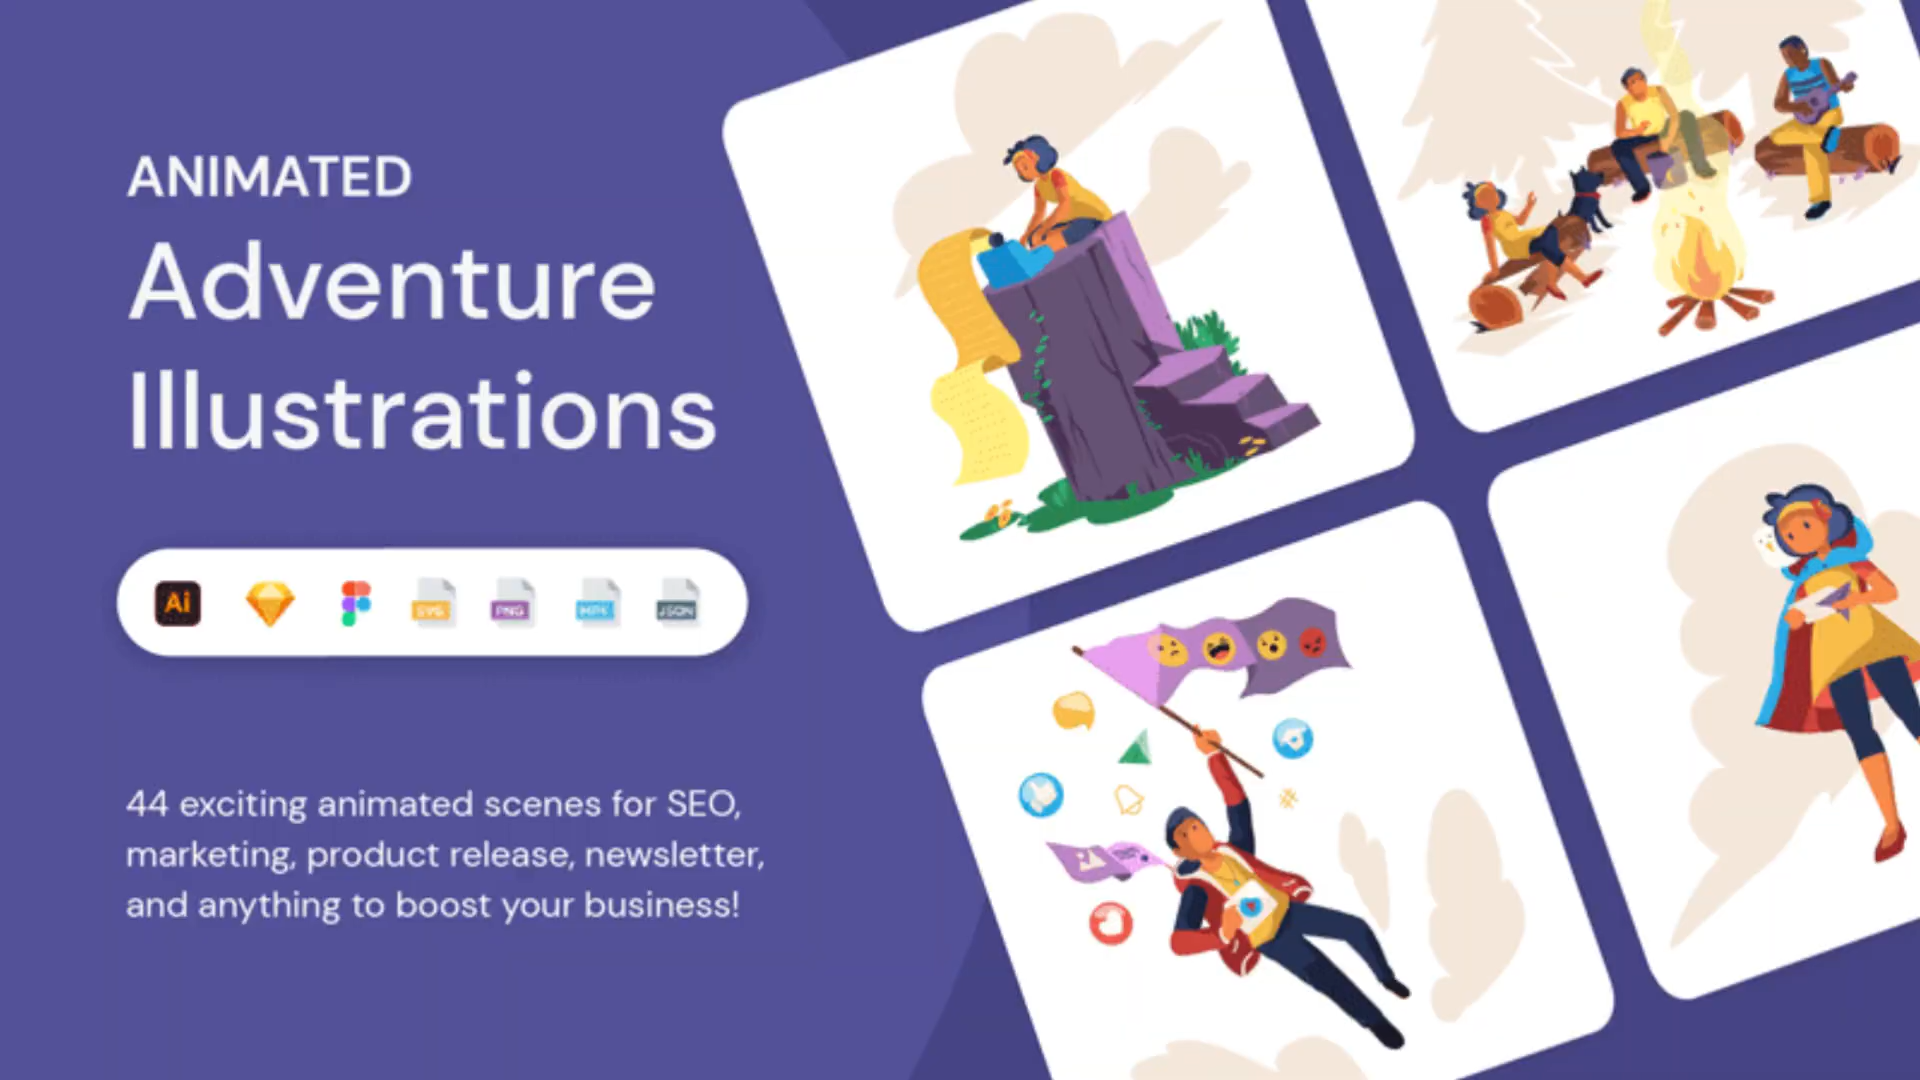 ANIMATED
Adventure
Illustrations
Ai
SVG
PNG
MP4
JSON
44 exciting animated scenes for SEO,
marketing, product release, newsletter,
and anything to boost your business!